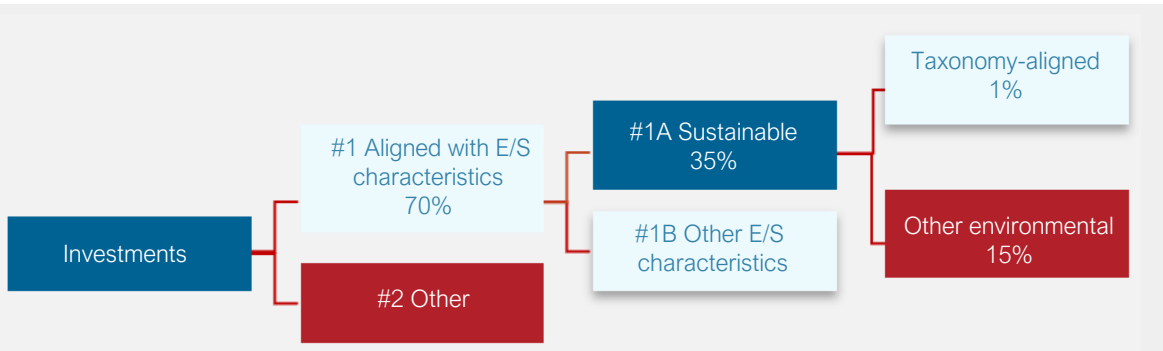 Investments
#1 Aligned with E/S
characteristics
70%
#2 Other
#1A Sustainable
35%
#1B Other E/S
characteristics
Taxonomy-aligned
1%
Other environmental
15%